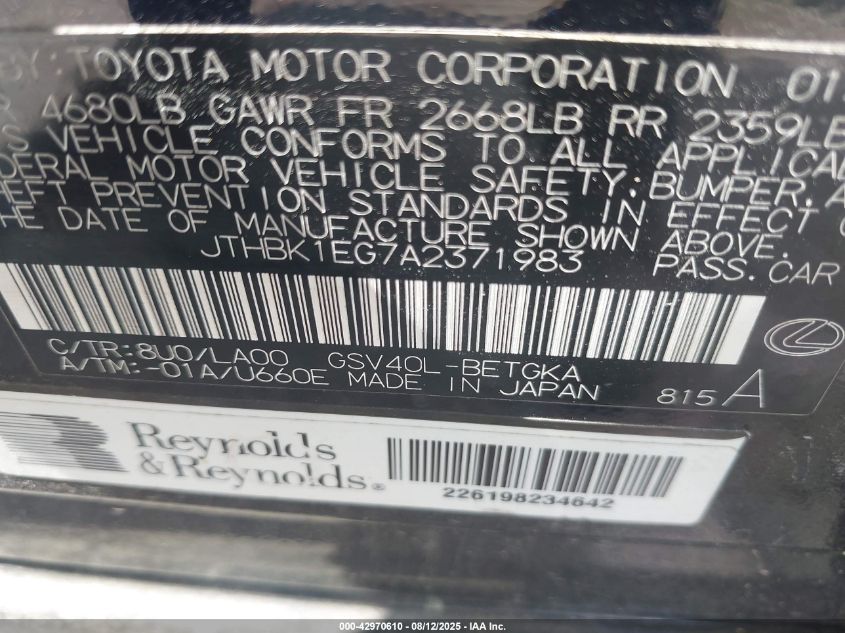 BY: TOYOTA MOTOR CORPORATION 01
4680LB GAWR FR 2668LB RR 2359LB
S VEHICLE CONFORMS TO ALL APPLICAB
DERAL MOTOR VEHICLE SAFETY, BUMPER, A
HEFT PREVENTION STANDARDS IN EFFECT O
HE DATE OF MANUFACTURE SHOWN ABOVE.
JTHBK1EG7A2371983 PASS. CAR
C/TR:8U0/LA00 GSV40L-BETGKA
A/TM:-01A/U660E MADE IN JAPAN 815 A
Reynolds
& Reynolds®
226198234642
000-42970610 - 08/12/2025 - IAA Inc.